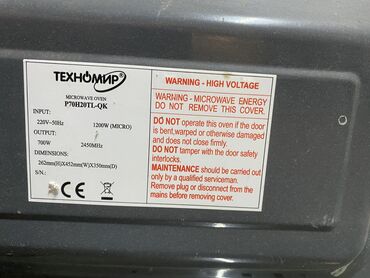 ТЕХНОМИР®
MICROWAVE OVEN
P70H20TL-QK
INPUT:
220V~50Hz 1200W (MICRO)
OUTPUT:
700W 2450MHz
DIMENSIONS:
262mm(H)X452mm(W)X350mm(D)
S/N.:
CE
WARNING - HIGH VOLTAGE
WARNING - MICROWAVE ENERGY
DO NOT REMOVE THIS COVER.
DO NOT operate this oven if the door
is bent,warped or otherwise damaged
and does not close firmly.
DO NOT tamper with the door safety
interlocks.
MAINTENANCE should be carried out
only by a qualified serviceman.
Remove plug or disconnect from the
mains before removing cover.